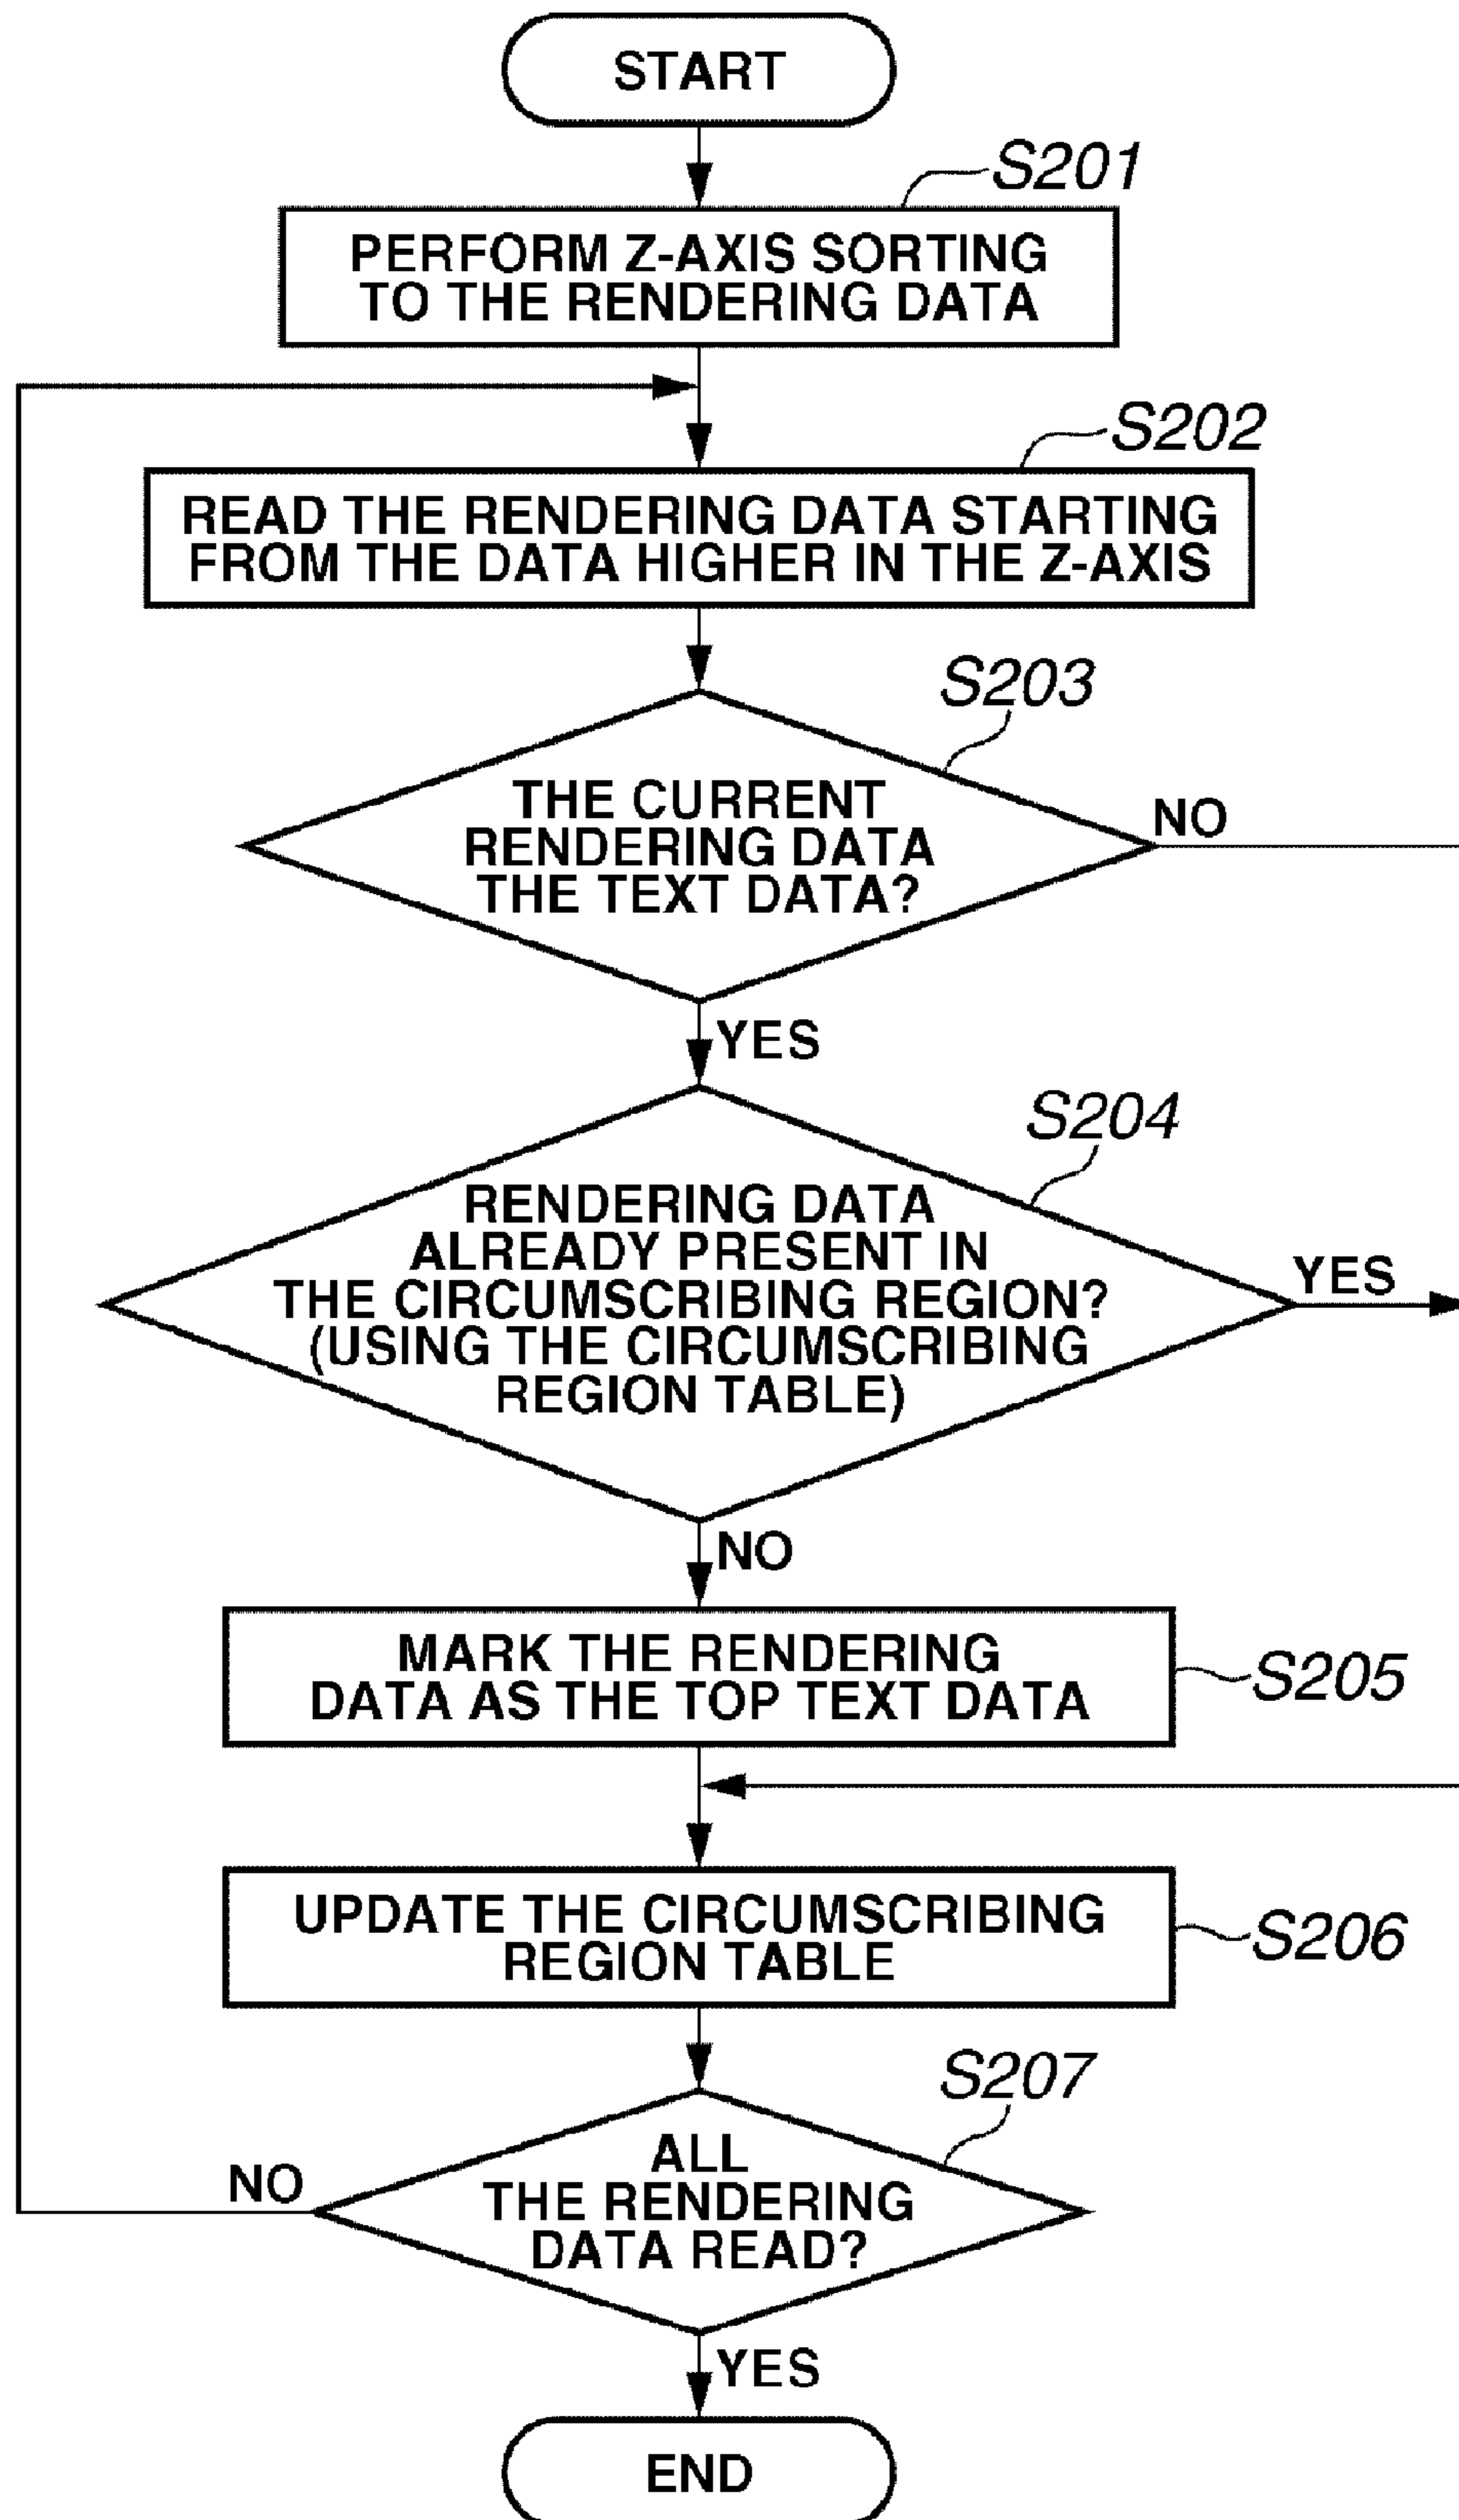 START
S201
PERFORM Z-AXIS SORTING
TO THE RENDERING DATA
S202
READ THE RENDERING DATA STARTING
FROM THE DATA HIGHER IN THE Z-AXIS
S203
THE CURRENT
RENDERING DATA
THE TEXT DATA?
NO
YES
S204
RENDERING DATA
ALREADY PRESENT IN
THE CIRCUMSCRIBING REGION?
(USING THE CIRCUMSCRIBING
REGION TABLE)
YES
NO
MARK THE RENDERING
DATA AS THE TOP TEXT DATA
S205
UPDATE THE CIRCUMSCRIBING
REGION TABLE
S206
S207
ALL
THE RENDERING
DATA READ?
NO
YES
END